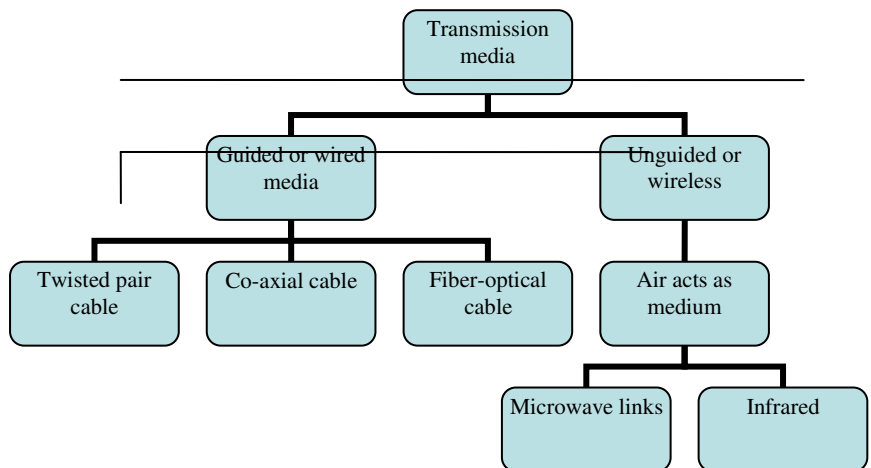 Transmission
media
Guided or wired
media
Unguided or
wireless
Twisted pair
cable
Co-axial cable
Fiber-optical
cable
Air acts as
medium
Microwave links
Infrared